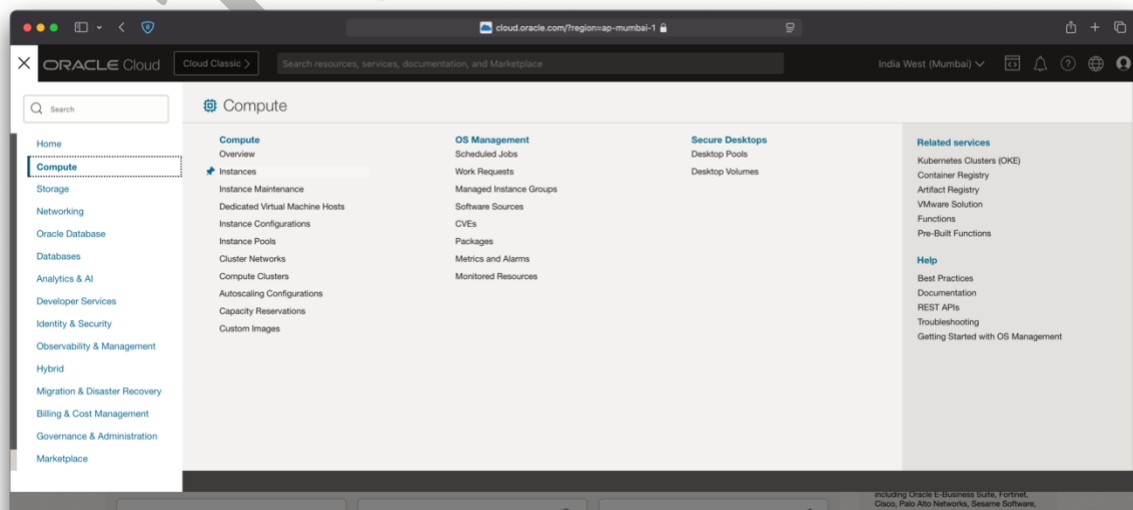 cloud.oracle.com/?region=ap-mumbai-1
ORACLE Cloud
Cloud Classic >
Search resources, services, documentation, and Marketplace
India West (Mumbai)
Search
Home
Compute
Storage
Networking
Oracle Database
Databases
Analytics & AI
Developer Services
Identity & Security
Observability & Management
Hybrid
Migration & Disaster Recovery
Billing & Cost Management
Governance & Administration
Marketplace
Compute
Compute
Overview
Instances
Instance Maintenance
Dedicated Virtual Machine Hosts
Instance Configurations
Instance Pools
Cluster Networks
Compute Clusters
Autoscaling Configurations
Capacity Reservations
Custom Images
OS Management
Scheduled Jobs
Work Requests
Managed Instance Groups
Software Sources
CVEs
Packages
Metrics and Alarms
Monitored Resources
Secure Desktops
Desktop Pools
Desktop Volumes
Related services
Kubernetes Clusters (OKE)
Container Registry
Artifact Registry
VMware Solution
Functions
Pre-Built Functions
Help
Best Practices
Documentation
REST APIs
Troubleshooting
Getting Started with OS Management
including Oracle E-Business Suite, Fortinet,
Cisco, Palo Alto Networks, Sesame Software,